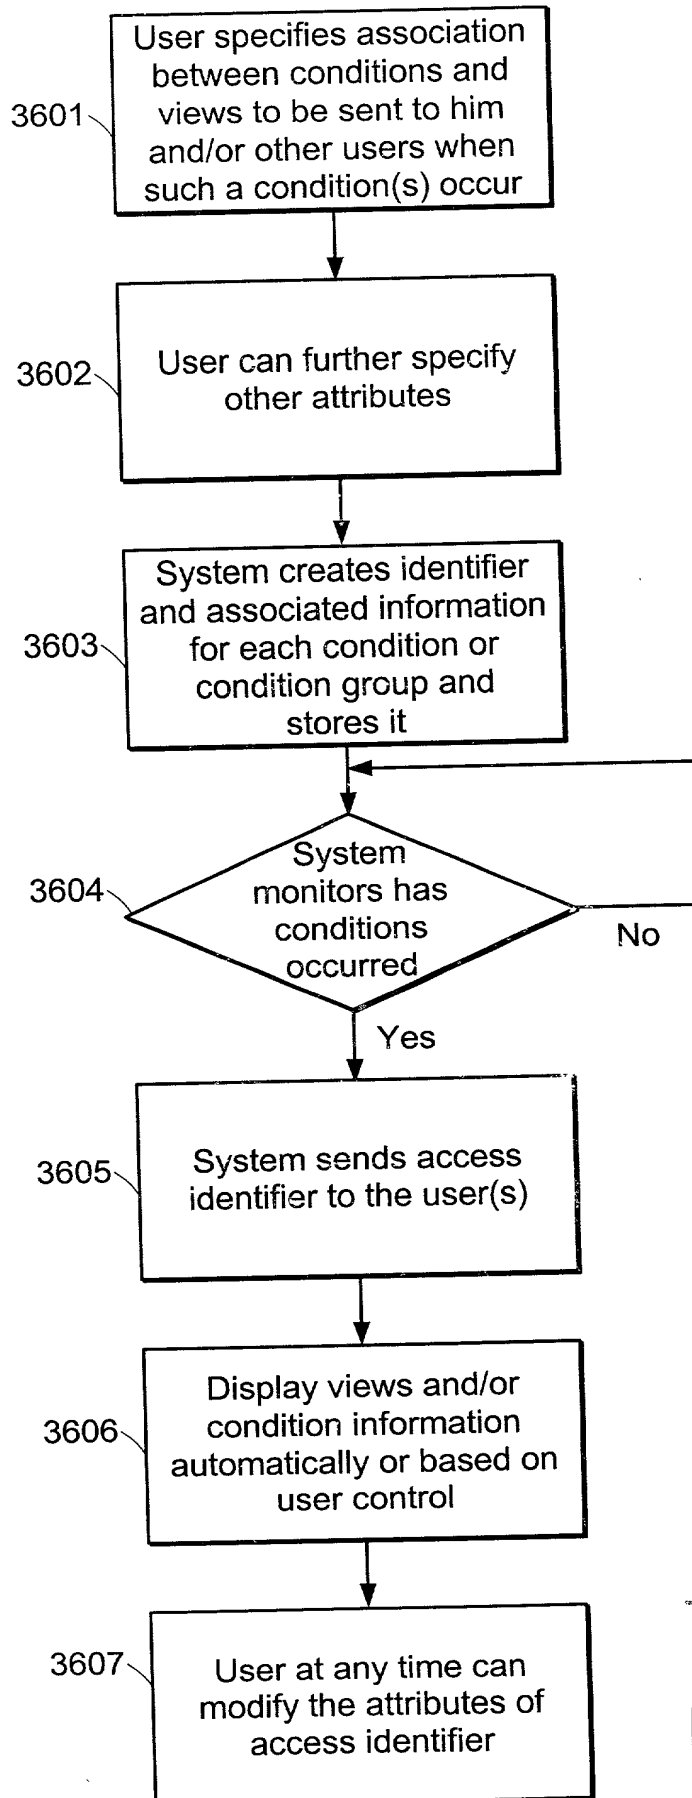 User specifies association
between conditions and
views to be sent to him
and/or other users when
such a condition(s) occur
3601
User can further specify
other attributes
3602
System creates identifier
and associated information
for each condition or
condition group and
stores it
3603
System
monitors has
conditions
occurred
3604
No
Yes
System sends access
identifier to the user(s)
3605
Display views and/or
condition information
automatically or based on
user control
3606
User at any time can
modify the attributes of
access identifier
3607